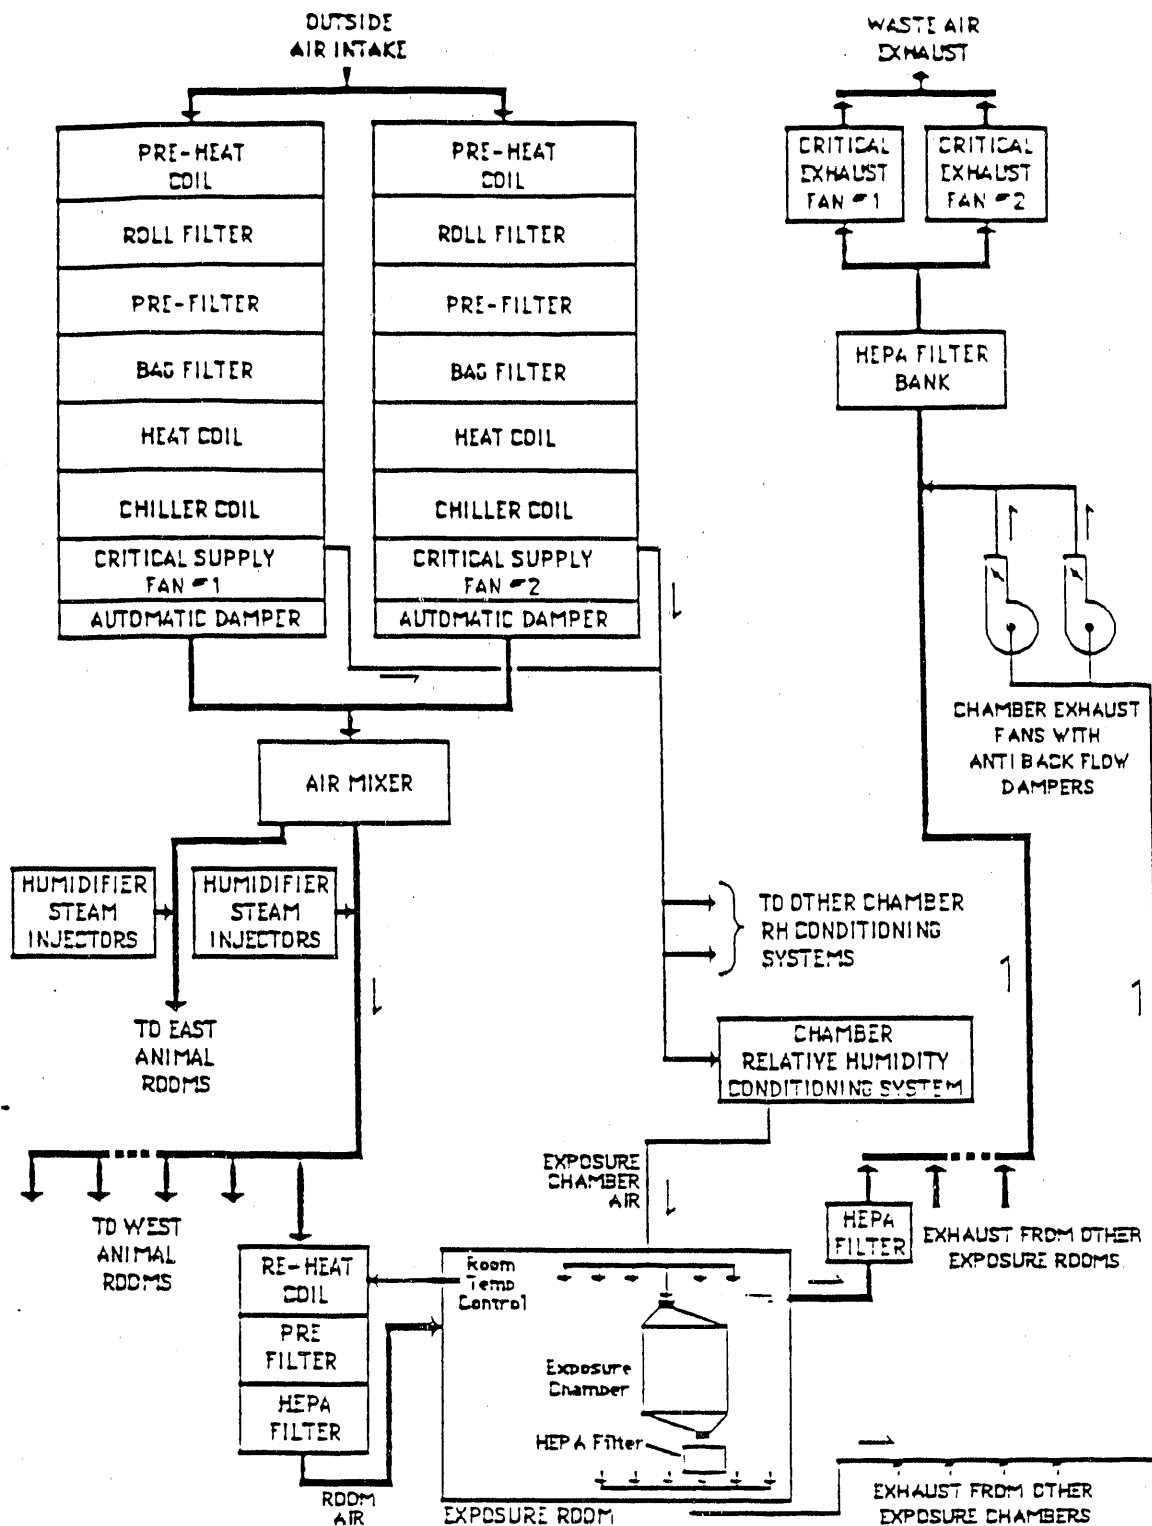 OUTSIDE
AIR INTAKE
WASTE AIR
EXHAUST
PRE-HEAT
COIL
ROLL FILTER
PRE-FILTER
BAG FILTER
HEAT COIL
CHILLER COIL
CRITICAL SUPPLY
FAN #1
AUTOMATIC DAMPER
PRE-HEAT
COIL
ROLL FILTER
PRE-FILTER
BAG FILTER
HEAT COIL
CHILLER COIL
CRITICAL SUPPLY
FAN #2
AUTOMATIC DAMPER
CRITICAL
EXHAUST
FAN #1
CRITICAL
EXHAUST
FAN #2
HEPA FILTER
BANK
CHAMBER EXHAUST
FANS WITH
ANTI BACK FLOW
DAMPERS
AIR MIXER
HUMIDIFIER
STEAM
INJECTORS
HUMIDIFIER
STEAM
INJECTORS
TO OTHER CHAMBER
RH CONDITIONING
SYSTEMS
TO EAST
ANIMAL
ROOMS
CHAMBER
RELATIVE HUMIDITY
CONDITIONING SYSTEM
EXPOSURE
CHAMBER
AIR
TO WEST
ANIMAL
ROOMS
HEPA
FILTER
EXHAUST FROM OTHER
EXPOSURE ROOMS
RE-HEAT
COIL
PRE
FILTER
HEPA
FILTER
Room
Temp
Control
Exposure
Chamber
HEPA Filter
ROOM
AIR
EXPOSURE ROOM
EXHAUST FROM OTHER
EXPOSURE CHAMBERS